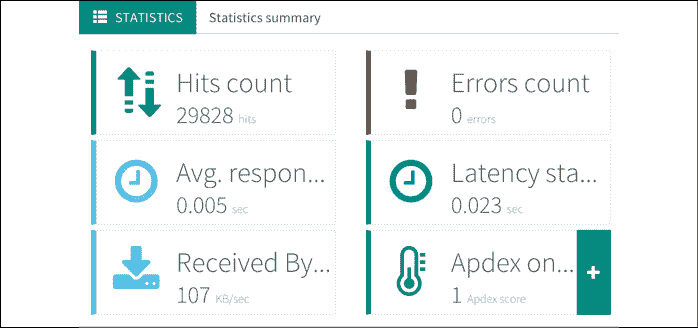 STATISTICS Statistics summary
Hits count
29828 hits
Errors count
0 errors
Avg. respon...
0.005 sec
Latency sta...
0.023 sec
Received By...
107 KB/sec
Apdex on...
1 Apdex score
+